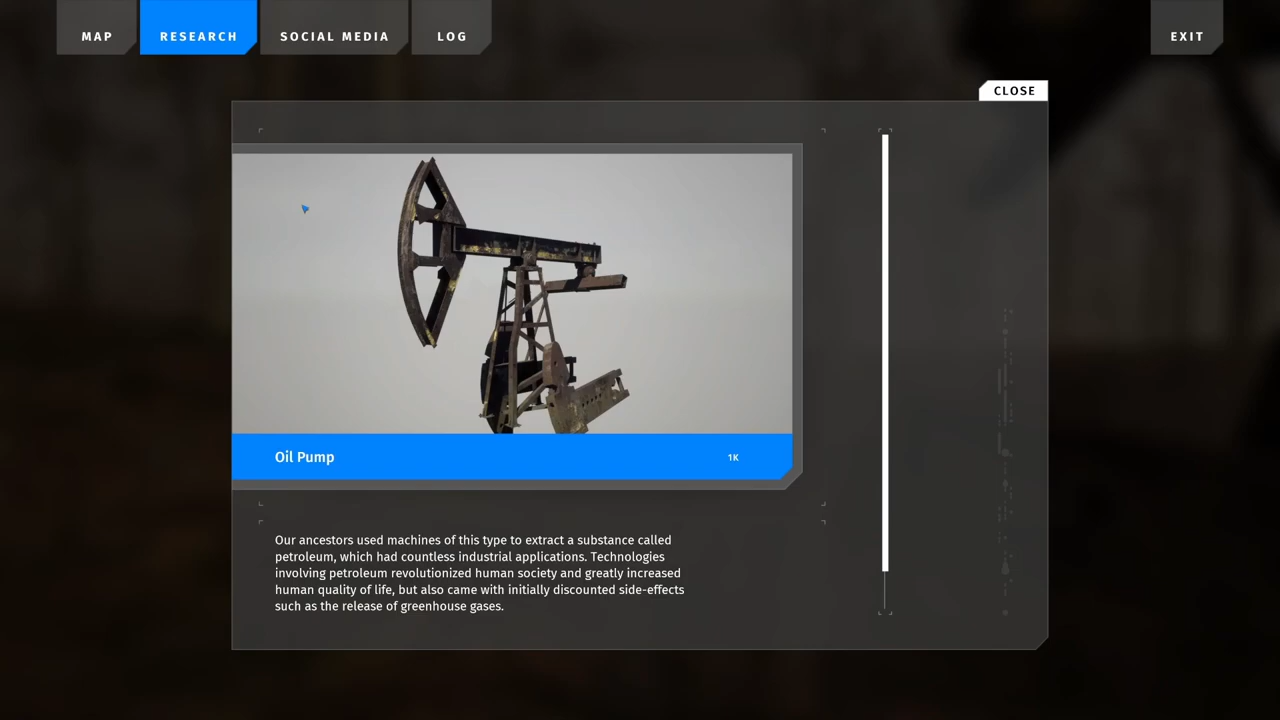 MAP
RESEARCH
SOCIAL MEDIA
LOG
EXIT
CLOSE
Oil Pump
1K
Our ancestors used machines of this type to extract a substance called
petroleum, which had countless industrial applications. Technologies
involving petroleum revolutionized human society and greatly increased
human quality of life, but also came with initially discounted side-effects
such as the release of greenhouse gases.